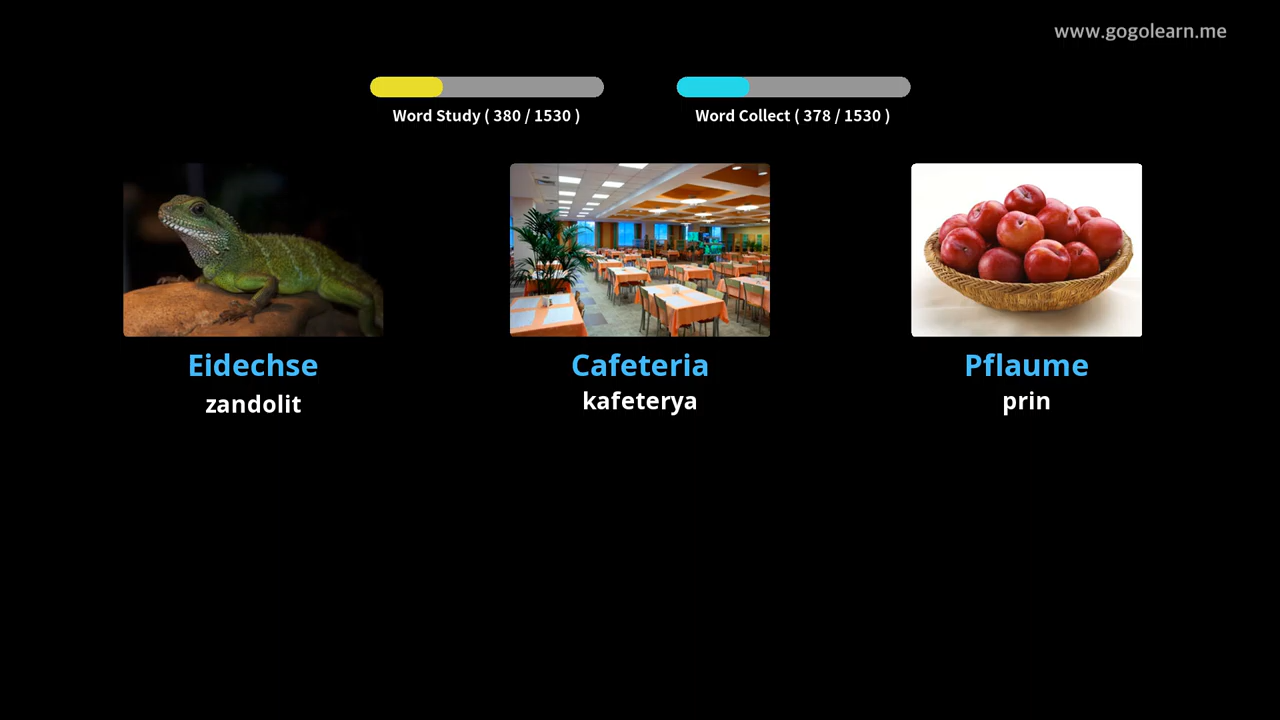 www.gogolearn.me
Word Study ( 380 / 1530 )
Word Collect ( 378 / 1530 )
Eidechse
zandolit
Cafeteria
kafeterya
Pflaume
prin